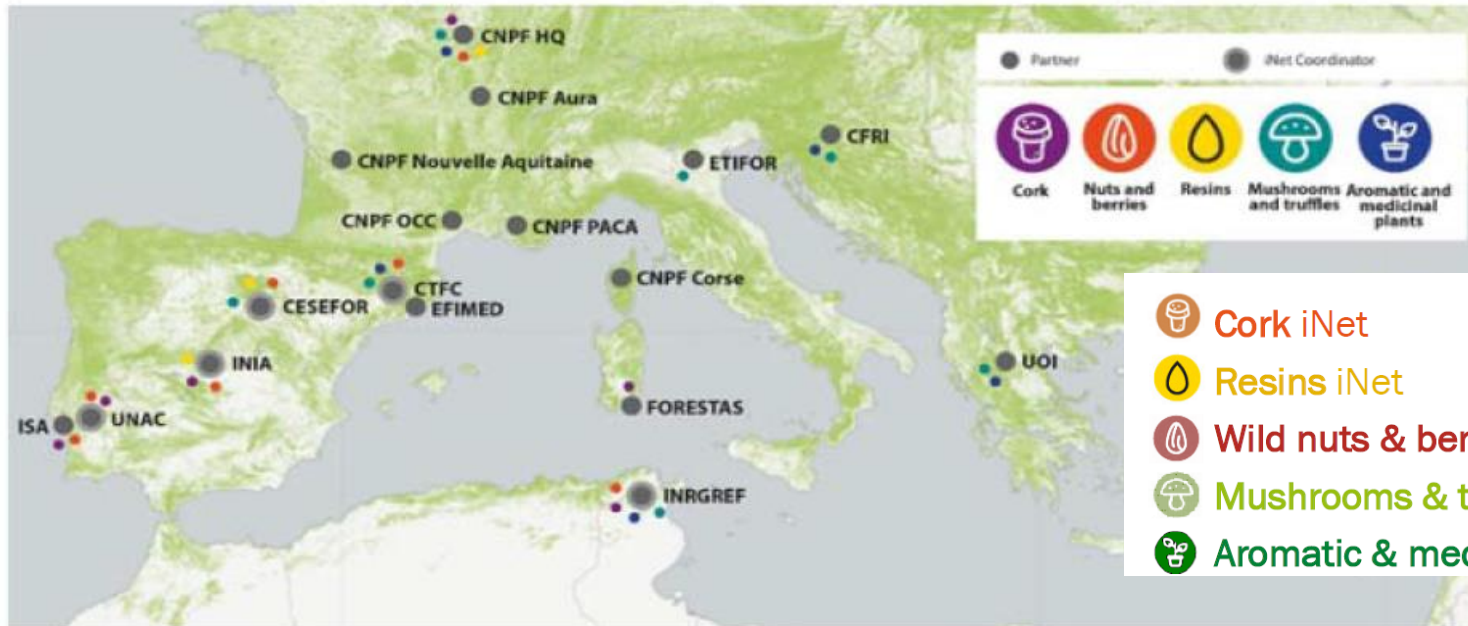 CNPF HQ
CNPF Aura
CFRI
CNPF Nouvelle Aquitaine
ETIFOR
CNPF OCC
CNPF PACA
CNPF Corse
CTFC
CESEFOR
EFIMED
INIA
UOI
ISA
UNAC
FORESTAS
INRGREF
Partner
iNet Coordinator
Cork
Nuts and
berries
Resins
Mushrooms
and truffles
Aromatic and
medicinal
plants
Cork iNet
Resins iNet
Wild nuts & ber
Mushrooms & t
Aromatic & med